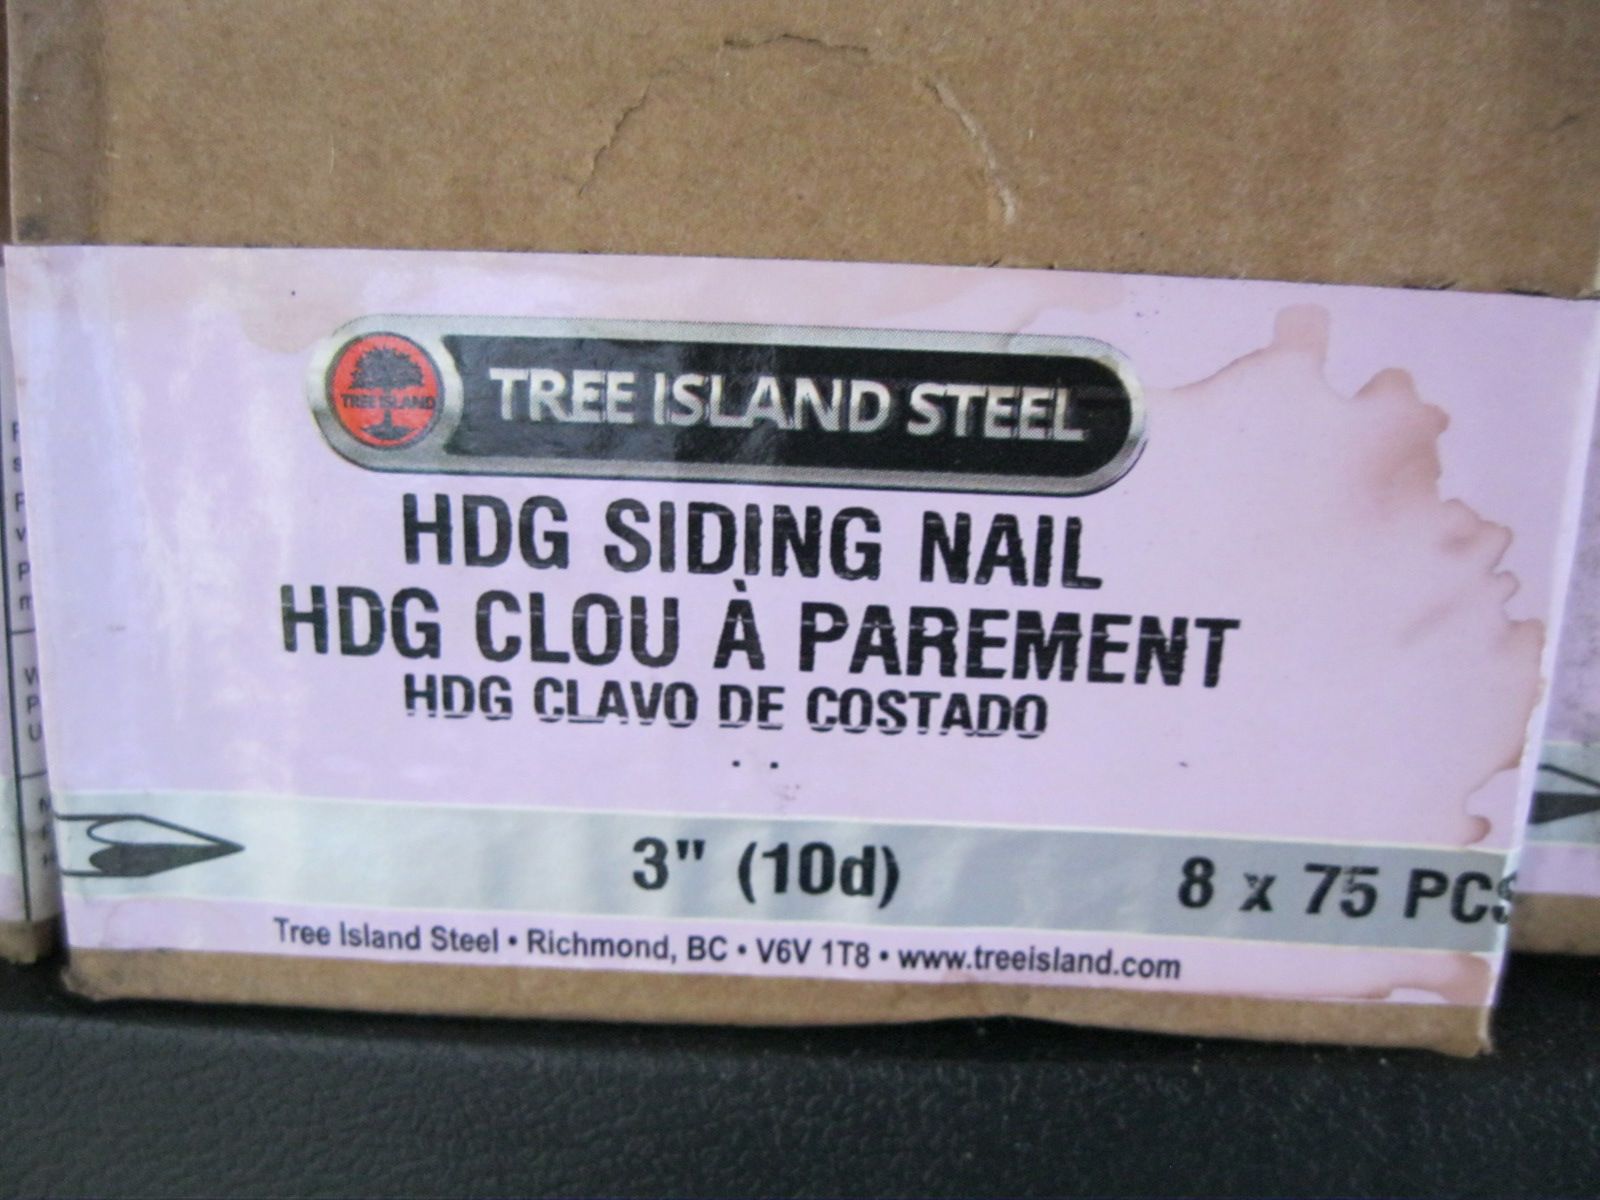 TREE ISLAND
TREE ISLAND STEEL
HDG SIDING NAIL
HDG CLOU À PAREMENT
HDG CLAVO DE COSTADO
3" (10d)
8 x 75 PCS
Tree Island Steel • Richmond, BC • V6V 1T8 • www.treeisland.com